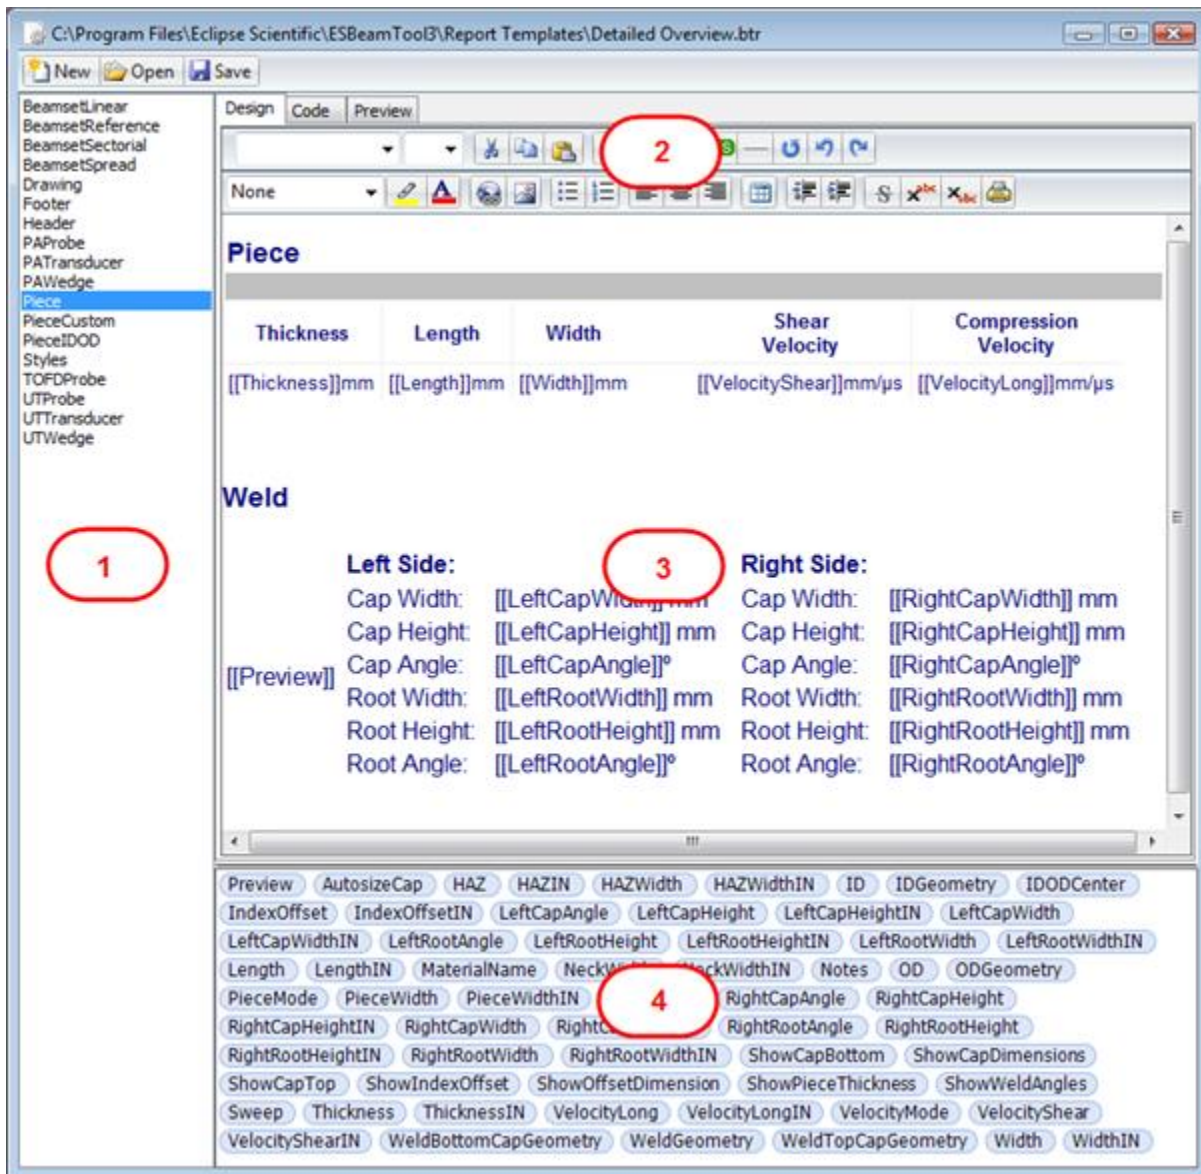 C:\Program Files\Eclipse Scientific\ESBeamTool3\Report Templates\Detailed Overview.btr
New Open Save
BeamsetLinear
BeamsetReference
BeamsetSectorial
BeamsetSpread
Drawing
Footer
Header
PAProbe
PATransducer
PAWedge
Piece
PieceCustom
PieceIDOD
Styles
TOFDProbe
UTProbe
UTTransducer
UTWedge
1
Design Code Preview
2
None
Piece
Thickness Length Width Shear Velocity Compression Velocity
[[Thickness]]mm [[Length]]mm [[Width]]mm [[VelocityShear]]mm/µs [[VelocityLong]]mm/µs
Weld
3
Left Side: Right Side:
Cap Width: mm Cap Width: [[RightCapWidth]] mm
Cap Height: [[LeftCapHeight]] mm Cap Height: [[RightCapHeight]] mm
Cap Angle: [[LeftCapAngle]]º Cap Angle: [[RightCapAngle]]º
[[Preview]]
Root Width: [[LeftRootWidth]] mm Root Width: [[RightRootWidth]] mm
Root Height: [[LeftRootHeight]] mm Root Height: [[RightRootHeight]] mm
Root Angle: [[LeftRootAngle]]º Root Angle: [[RightRootAngle]]º
Preview AutosizeCap HAZ HAZIN HAZWidth HAZWidthIN ID IDGeometry IDODCenter
IndexOffset IndexOffsetIN LeftCapAngle LeftCapHeight LeftCapHeightIN LeftCapWidth
LeftCapWidthIN LeftRootAngle LeftRootHeight LeftRootHeightIN LeftRootWidth LeftRootWidthIN
Length LengthIN MaterialName NeckWidthIN Notes OD ODGeometry
PieceMode PieceWidth PieceWidthIN 4 RightCapAngle RightCapHeight
RightCapHeightIN RightCapWidth RightRootAngle RightRootHeight
RightRootHeightIN RightRootWidth RightRootWidthIN ShowCapBottom ShowCapDimensions
ShowCapTop ShowIndexOffset ShowOffsetDimension ShowPieceThickness ShowWeldAngles
Sweep Thickness ThicknessIN VelocityLong VelocityLongIN VelocityMode VelocityShear
VelocityShearIN WeldBottomCapGeometry WeldGeometry WeldTopCapGeometry Width WidthIN